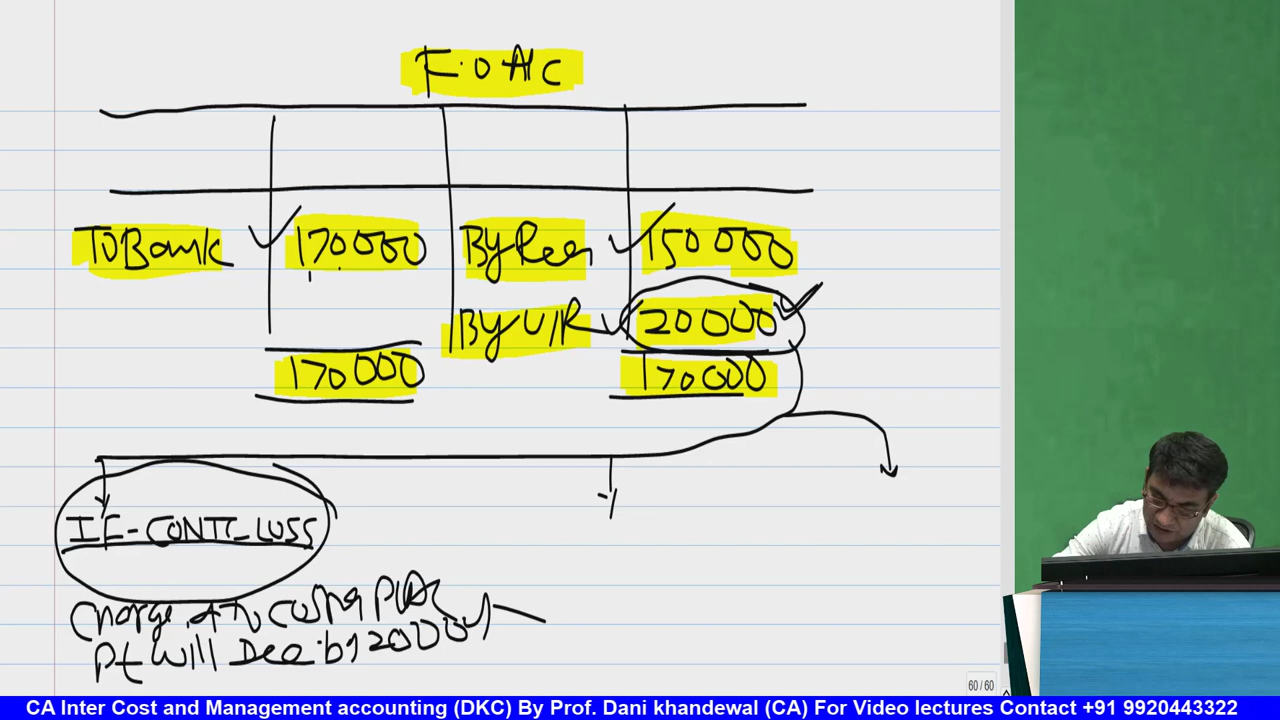 F.O A/c
To Bank 170000 By Rec 150000
By U/R 20000
170000 170000
IF-CONTL-LOSS
charge it to costing P/L A/c
Pt will Dec by 20000/-
60 / 60
CA Inter Cost and Management accounting (DKC) By Prof. Dani khandewal (CA) For Video lectures Contact +91 9920443322